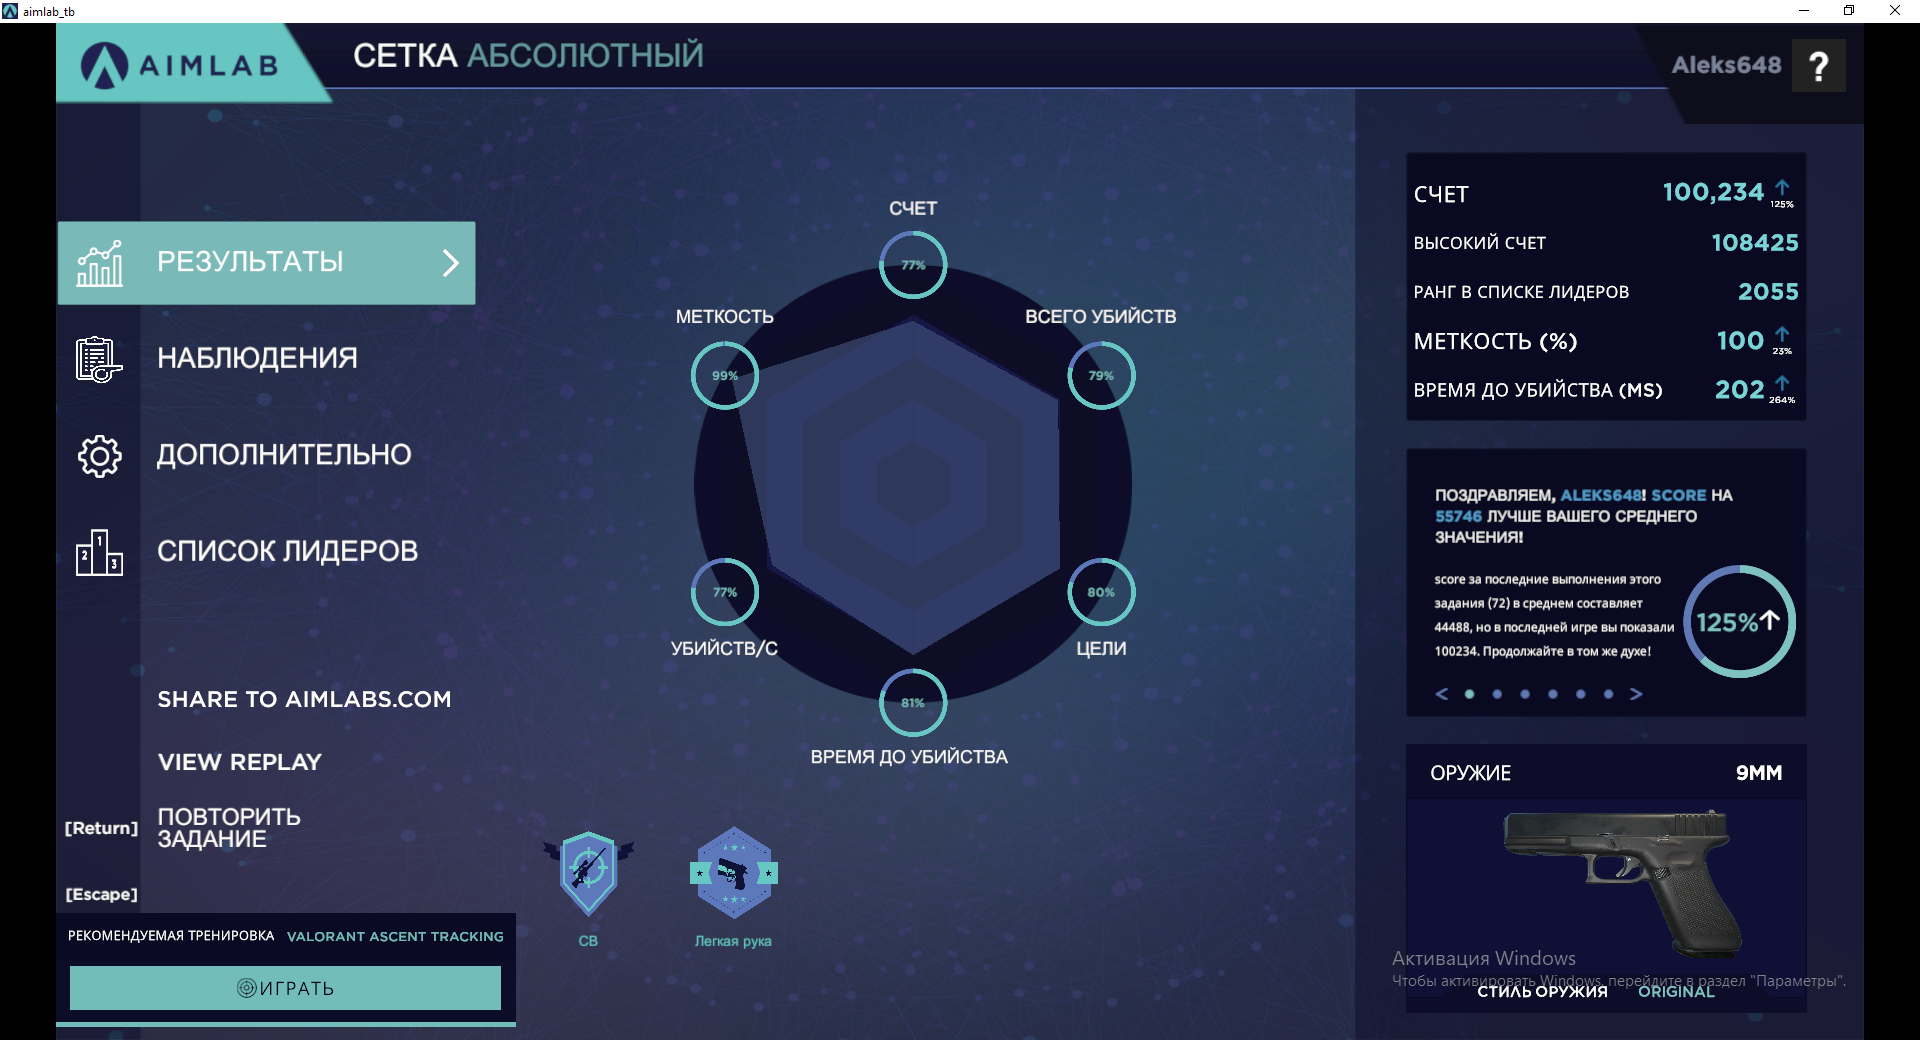 aimlab_tb
AIMLAB
СЕТКА АБСОЛЮТНЫЙ
Aleks648
?
РЕЗУЛЬТАТЫ
НАБЛЮДЕНИЯ
ДОПОЛНИТЕЛЬНО
2 1 3
СПИСОК ЛИДЕРОВ
SHARE TO AIMLABS.COM
VIEW REPLAY
[Return]
ПОВТОРИТЬ
ЗАДАНИЕ
[Escape]
РЕКОМЕНДУЕМАЯ ТРЕНИРОВКА VALORANT ASCENT TRACKING
ИГРАТЬ
СЧЕТ
77%
МЕТКОСТЬ
99%
ВСЕГО УБИЙСТВ
79%
77%
УБИЙСТВ/С
80%
ЦЕЛИ
81%
ВРЕМЯ ДО УБИЙСТВА
СВ
Легкая рука
СЧЕТ 100,234
125%
ВЫСОКИЙ СЧЕТ 108425
РАНГ В СПИСКЕ ЛИДЕРОВ 2055
МЕТКОСТЬ (%) 100
23%
ВРЕМЯ ДО УБИЙСТВА (MS) 202
264%
ПОЗДРАВЛЯЕМ, ALEKS648! SCORE НА
55746 ЛУЧШЕ ВАШЕГО СРЕДНЕГО
ЗНАЧЕНИЯ!
score за последние выполнения этого
задания (72) в среднем составляет
44488, но в последней игре вы показали
100234. Продолжайте в том же духе!
125%
ОРУЖИЕ 9MM
Активация Windows
Чтобы активировать Windows, перейдите в раздел "Параметры".
СТИЛЬ ОРУЖИЯ ORIGINAL